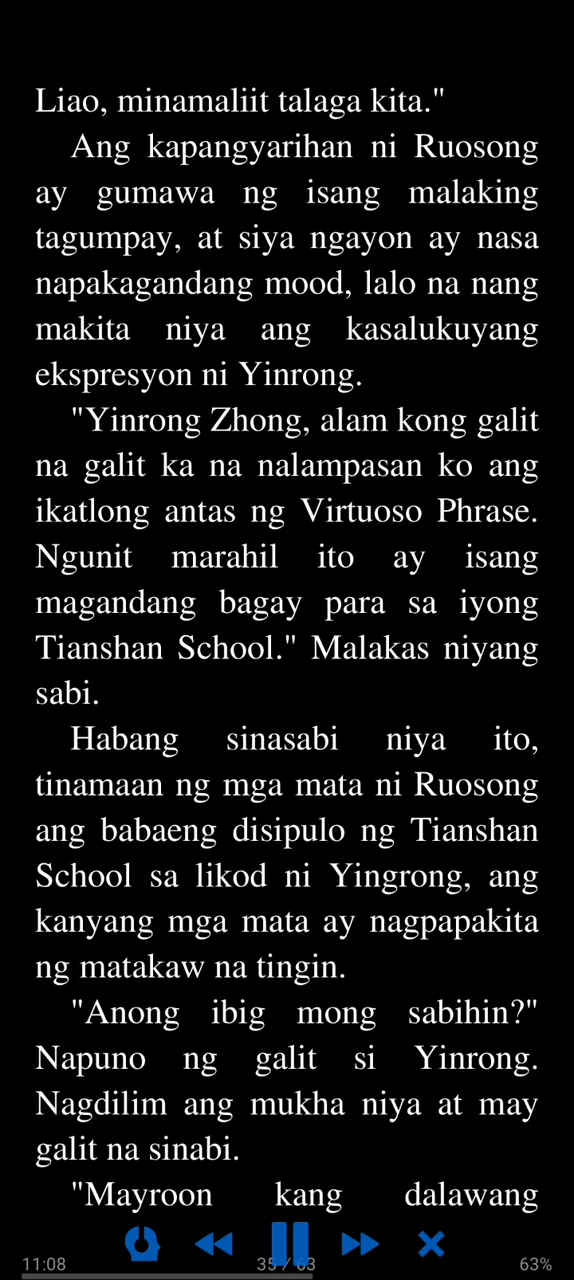 Liao, minamaliit talaga kita."
Ang kapangyarihan ni Ruosong
ay gumawa ng isang malaking
tagumpay, at siya ngayon ay nasa
napakagandang mood, lalo na nang
makita niya ang kasalukuyang
ekspresyon ni Yinrong.
"Yinrong Zhong, alam kong galit
na galit ka na nalampasan ko ang
ikatlong antas ng Virtuoso Phrase.
Ngunit marahil ito ay isang
magandang bagay para sa iyong
Tianshan School." Malakas niyang
sabi.
Habang sinasabi niya ito,
tinamaan ng mga mata ni Ruosong
ang babaeng disipulo ng Tianshan
School sa likod ni Yingrong, ang
kanyang mga mata ay nagpapakita
ng matakaw na tingin.
"Anong ibig mong sabihin?"
Napuno ng galit si Yinrong.
Nagdilim ang mukha niya at may
galit na sinabi.
"Mayroon kang dalawang
11:08 35 / 63 63%